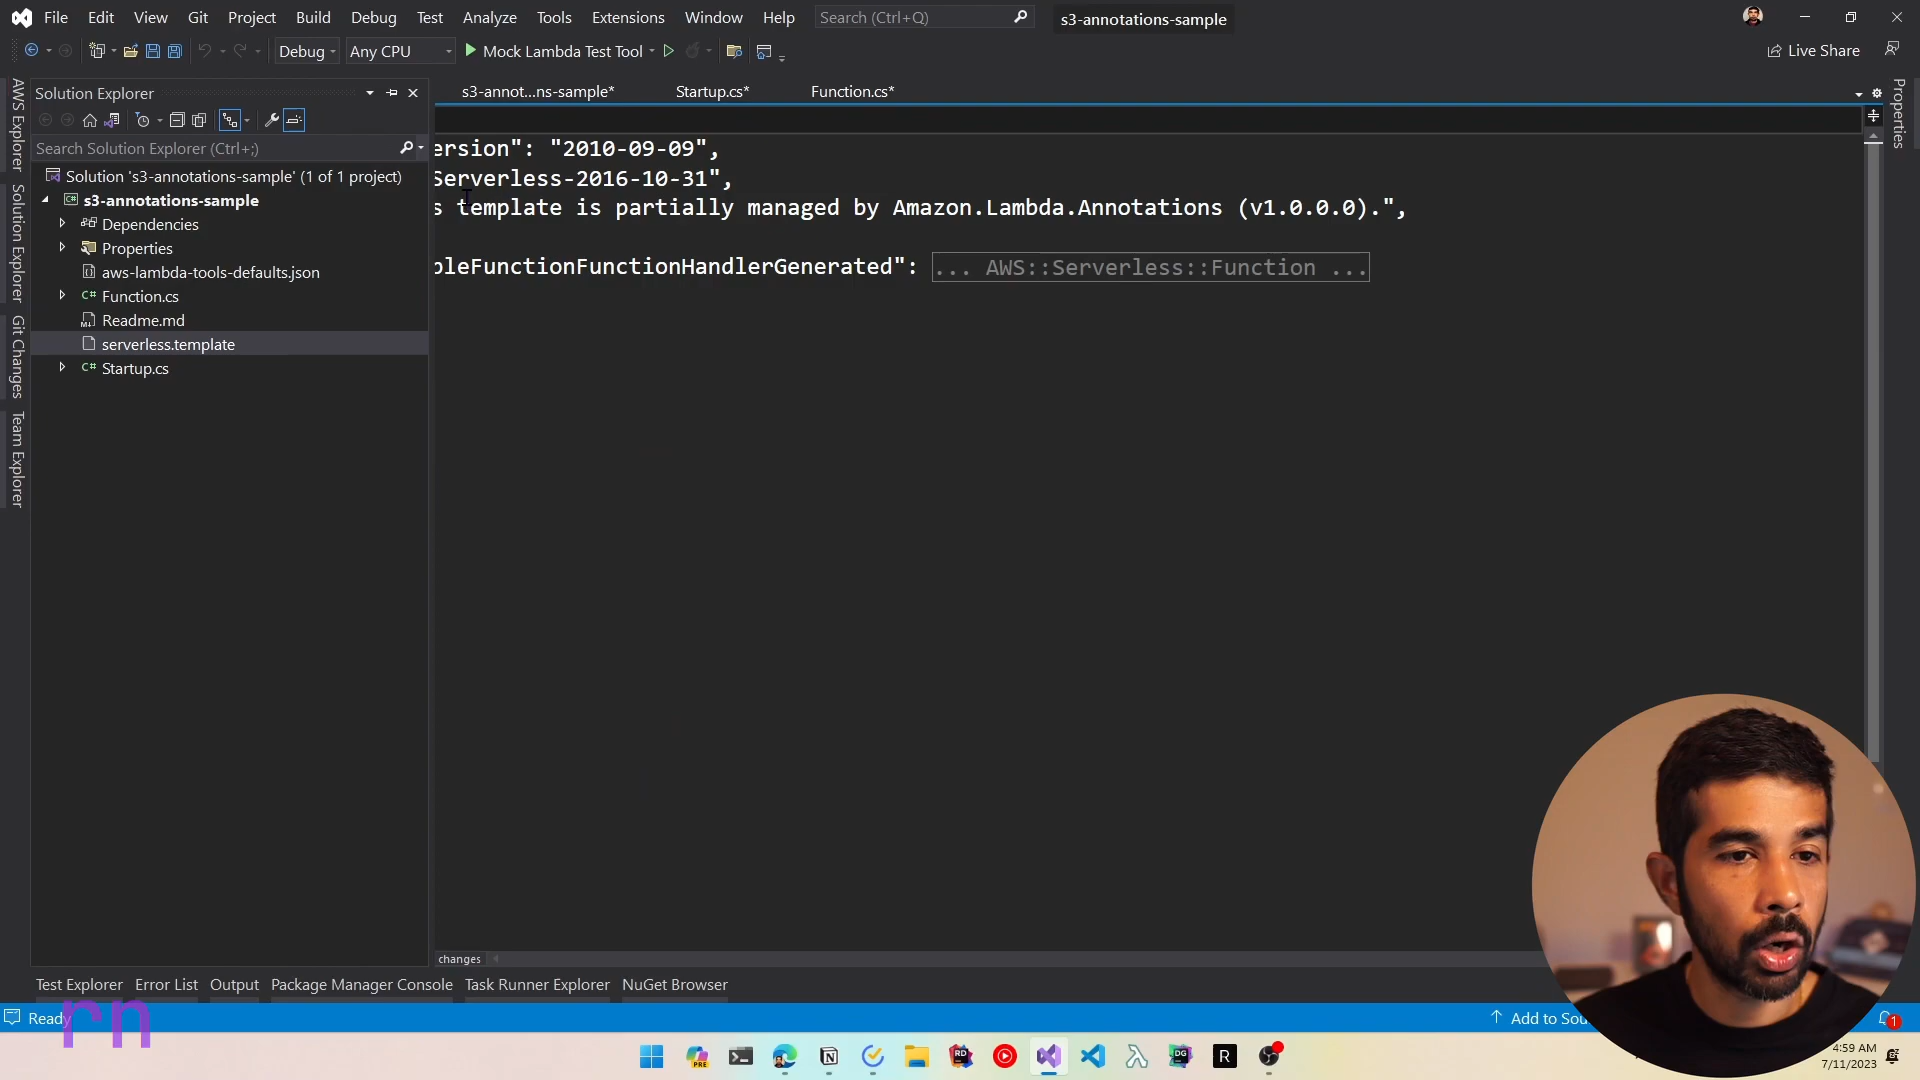 File Edit View Git Project Build Debug Test Analyze Tools Extensions Window Help Search (Ctrl+Q) s3-annotations-sample
Debug Any CPU Mock Lambda Test Tool Live Share
Solution Explorer
Search Solution Explorer (Ctrl+;)
Solution 's3-annotations-sample' (1 of 1 project)
s3-annotations-sample
Dependencies
Properties
aws-lambda-tools-defaults.json
Function.cs
Readme.md
serverless.template
Startup.cs
AWS Explorer
Solution Explorer
Git Changes
Team Explorer
s3-annot...ns-sample* Startup.cs* Function.cs*
ersion": "2010-09-09",
Serverless-2016-10-31",
s template is partially managed by Amazon.Lambda.Annotations (v1.0.0.0).",
pleFunctionFunctionHandlerGenerated": ... AWS::Serverless::Function ...
Properties
changes
Test Explorer Error List Output Package Manager Console Task Runner Explorer NuGet Browser
Ready
Add to Sou
1
rn
PRE
RD
DG
R
4:59 AM
7/11/2023